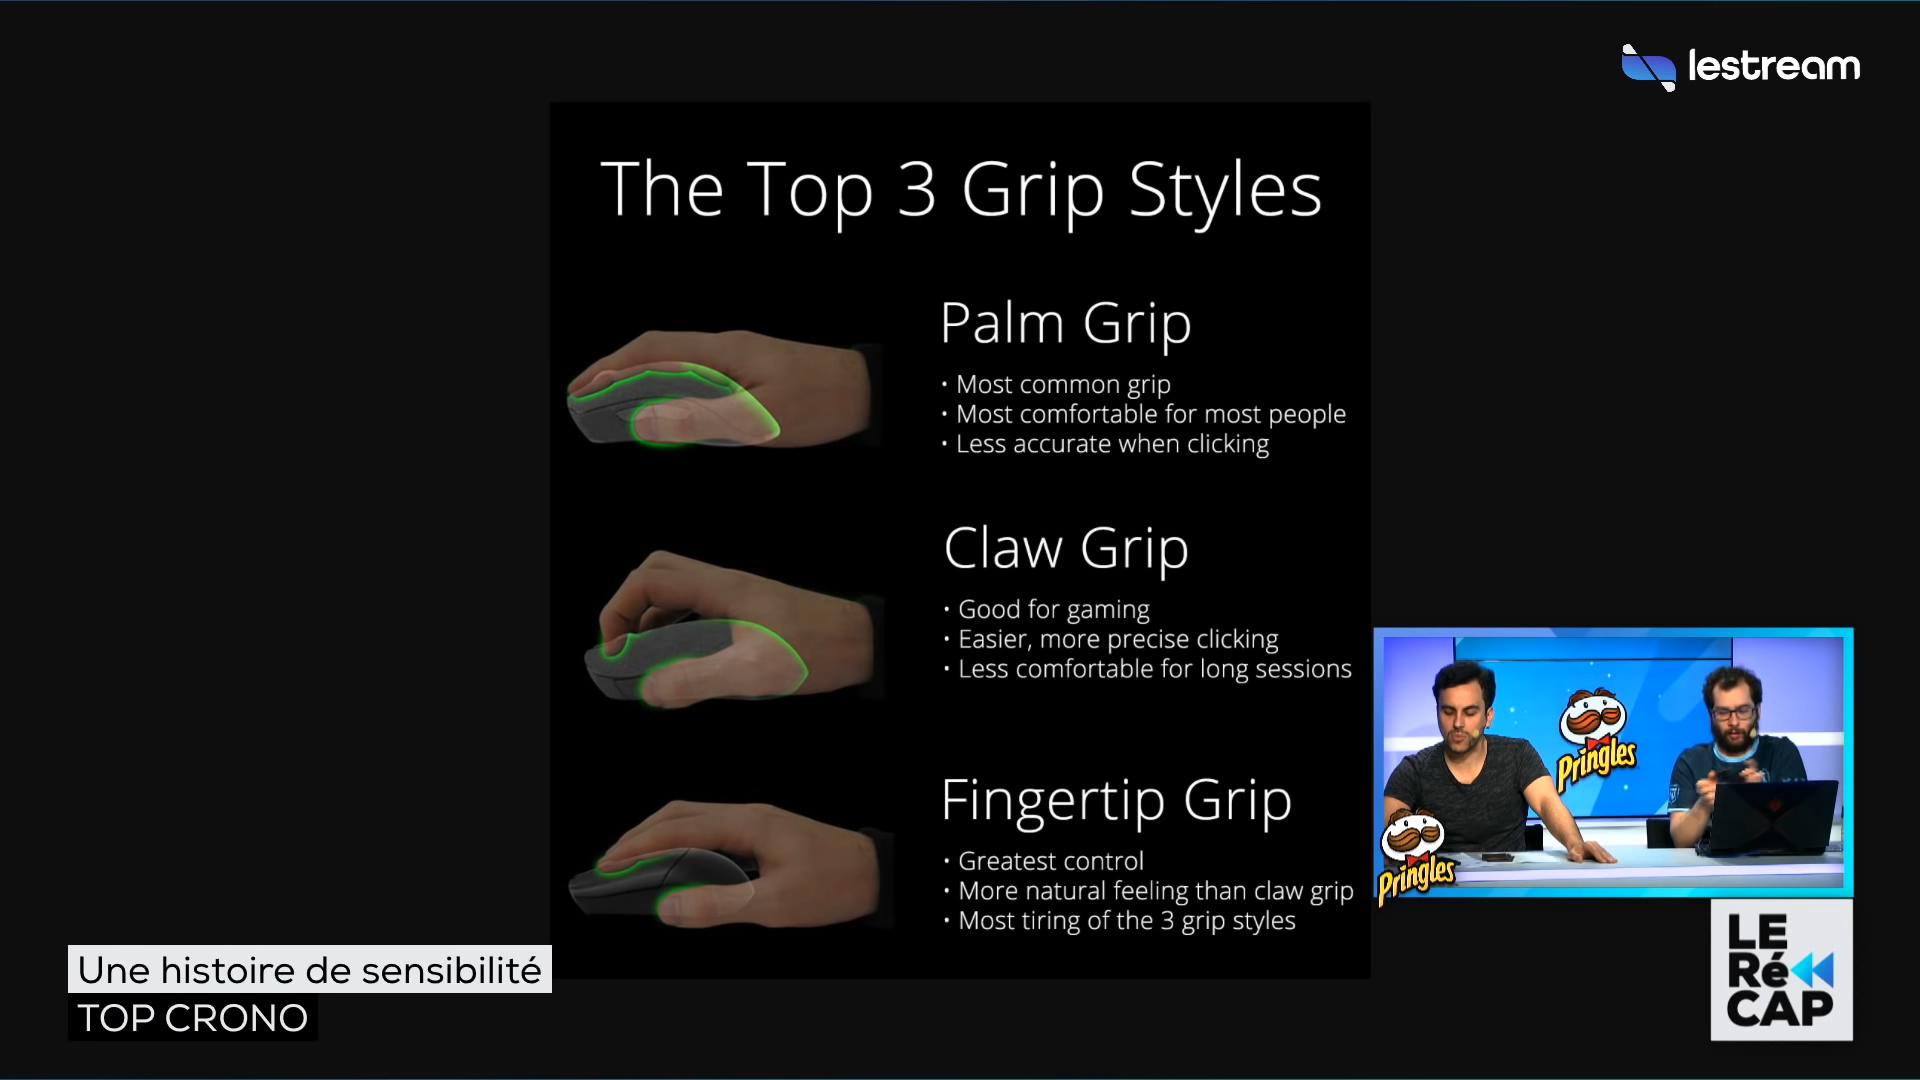 lestream
The Top 3 Grip Styles
Palm Grip
• Most common grip
• Most comfortable for most people
• Less accurate when clicking
Claw Grip
• Good for gaming
• Easier, more precise clicking
• Less comfortable for long sessions
Fingertip Grip
• Greatest control
• More natural feeling than claw grip
• Most tiring of the 3 grip styles
Pringles
Pringles
Une histoire de sensibilité
TOP CRONO
LE
Ré
CAP